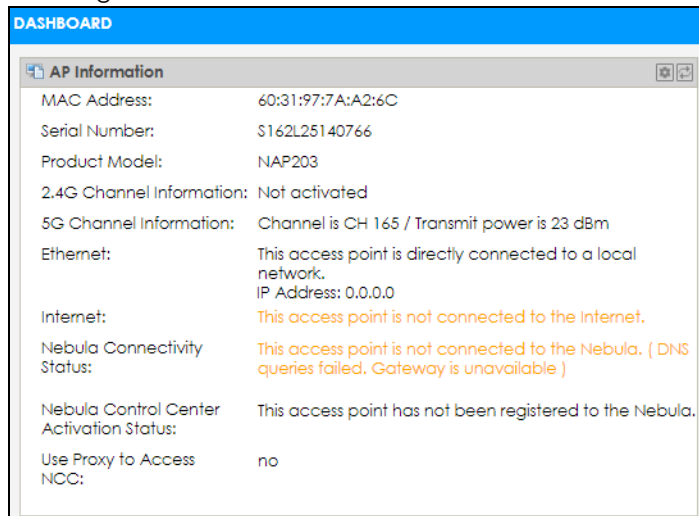 DASHBOARD
AP Information
MAC Address: 60:31:97:7A:A2:6C
Serial Number: S162L25140766
Product Model: NAP203
2.4G Channel Information: Not activated
5G Channel Information: Channel is CH 165 / Transmit power is 23 dBm
Ethernet: This access point is directly connected to a local
network.
IP Address: 0.0.0.0
Internet: This access point is not connected to the Internet.
Nebula Connectivity This access point is not connected to the Nebula. ( DNS
Status: queries failed. Gateway is unavailable )
Nebula Control Center This access point has not been registered to the Nebula.
Activation Status:
Use Proxy to Access no
NCC: